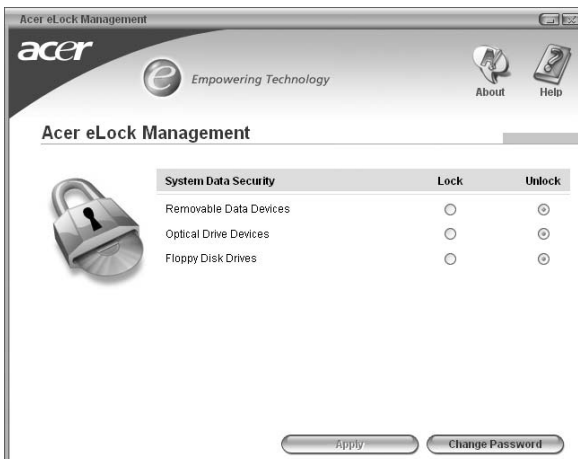 Acer eLock Management
acer
e Empowering Technology
About Help
Acer eLock Management
System Data Security Lock Unlock
Removable Data Devices
Optical Drive Devices
Floppy Disk Drives
Apply Change Password